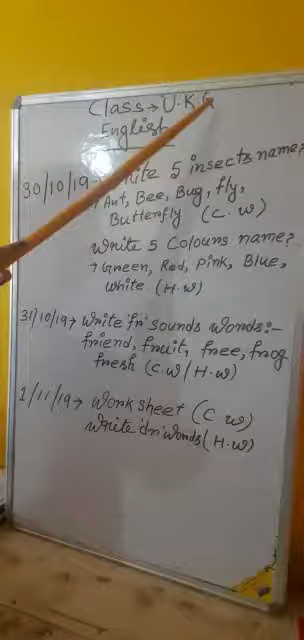 Class → U.K.G
English
30/10/19 → Write 5 insects name?
→ Ant, Bee, Bug, fly,
Butterfly (C.W)
Write 5 Colours name?
→ Green, Red, Pink, Blue,
White (H.W)
31/10/19 → Write 'fr' sounds words:-
friend, fruit, free, frog
fresh (C.W/H.W)
1/11/19 → Work sheet (C W)
Write 'dr' words (H.W)